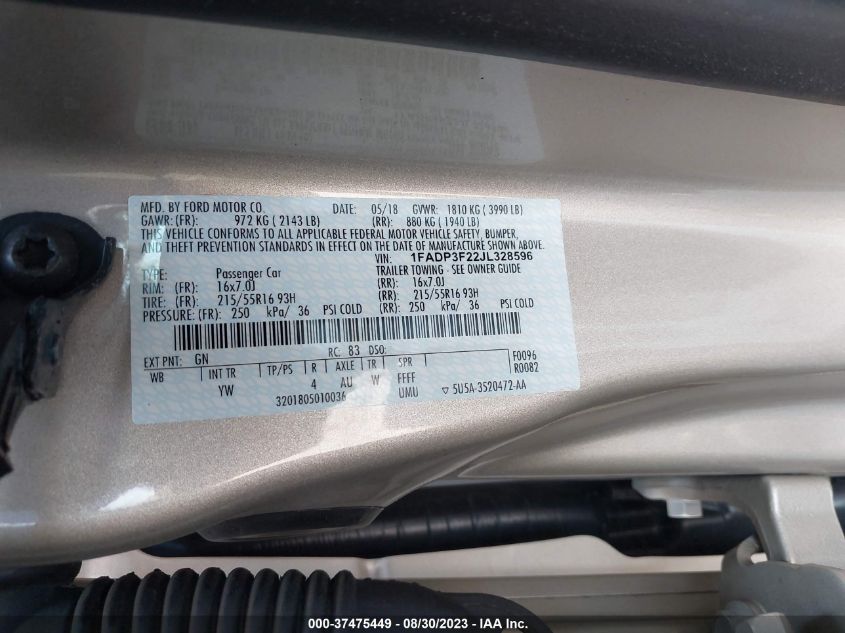 MFD. BY FORD MOTOR CO. DATE: 05/18 GVWR: 1810 KG ( 3990 LB)
GAWR: (FR): 972 KG ( 2143 LB) (RR): 880 KG ( 1940 LB)
THIS VEHICLE CONFORMS TO ALL APPLICABLE FEDERAL MOTOR VEHICLE SAFETY, BUMPER,
AND THEFT PREVENTION STANDARDS IN EFFECT ON THE DATE OF MANUFACTURE SHOWN ABOVE.
VIN: 1FADP3F22JL328596
TYPE: Passenger Car TRAILER TOWING - SEE OWNER GUIDE
RIM: (FR): 16x7.0J (RR): 16x7.0J
TIRE: (FR): 215/55R16 93H (RR): 215/55R16 93H
PRESSURE: (FR): 250 kPa/ 36 PSI COLD (RR): 250 kPa/ 36 PSI COLD
EXT PNT: GN RC: 83 DSO: F0096
WB INT TR TP/PS R AXLE TR SPR R0082
YW 4 AU W FFFF
320180501003 UMU ▽ 5U5A-3520472-AA
000-37475449 - 08/30/2023 - © IAA, Inc.